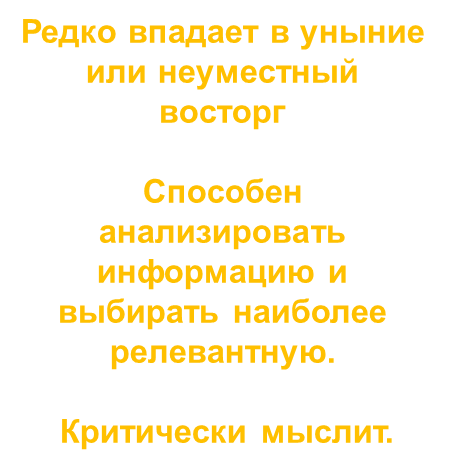 Редко впадает в уныние
или неуместный
восторг
Способен
анализировать
информацию и
выбирать наиболее
релевантную.
Критически мыслит.